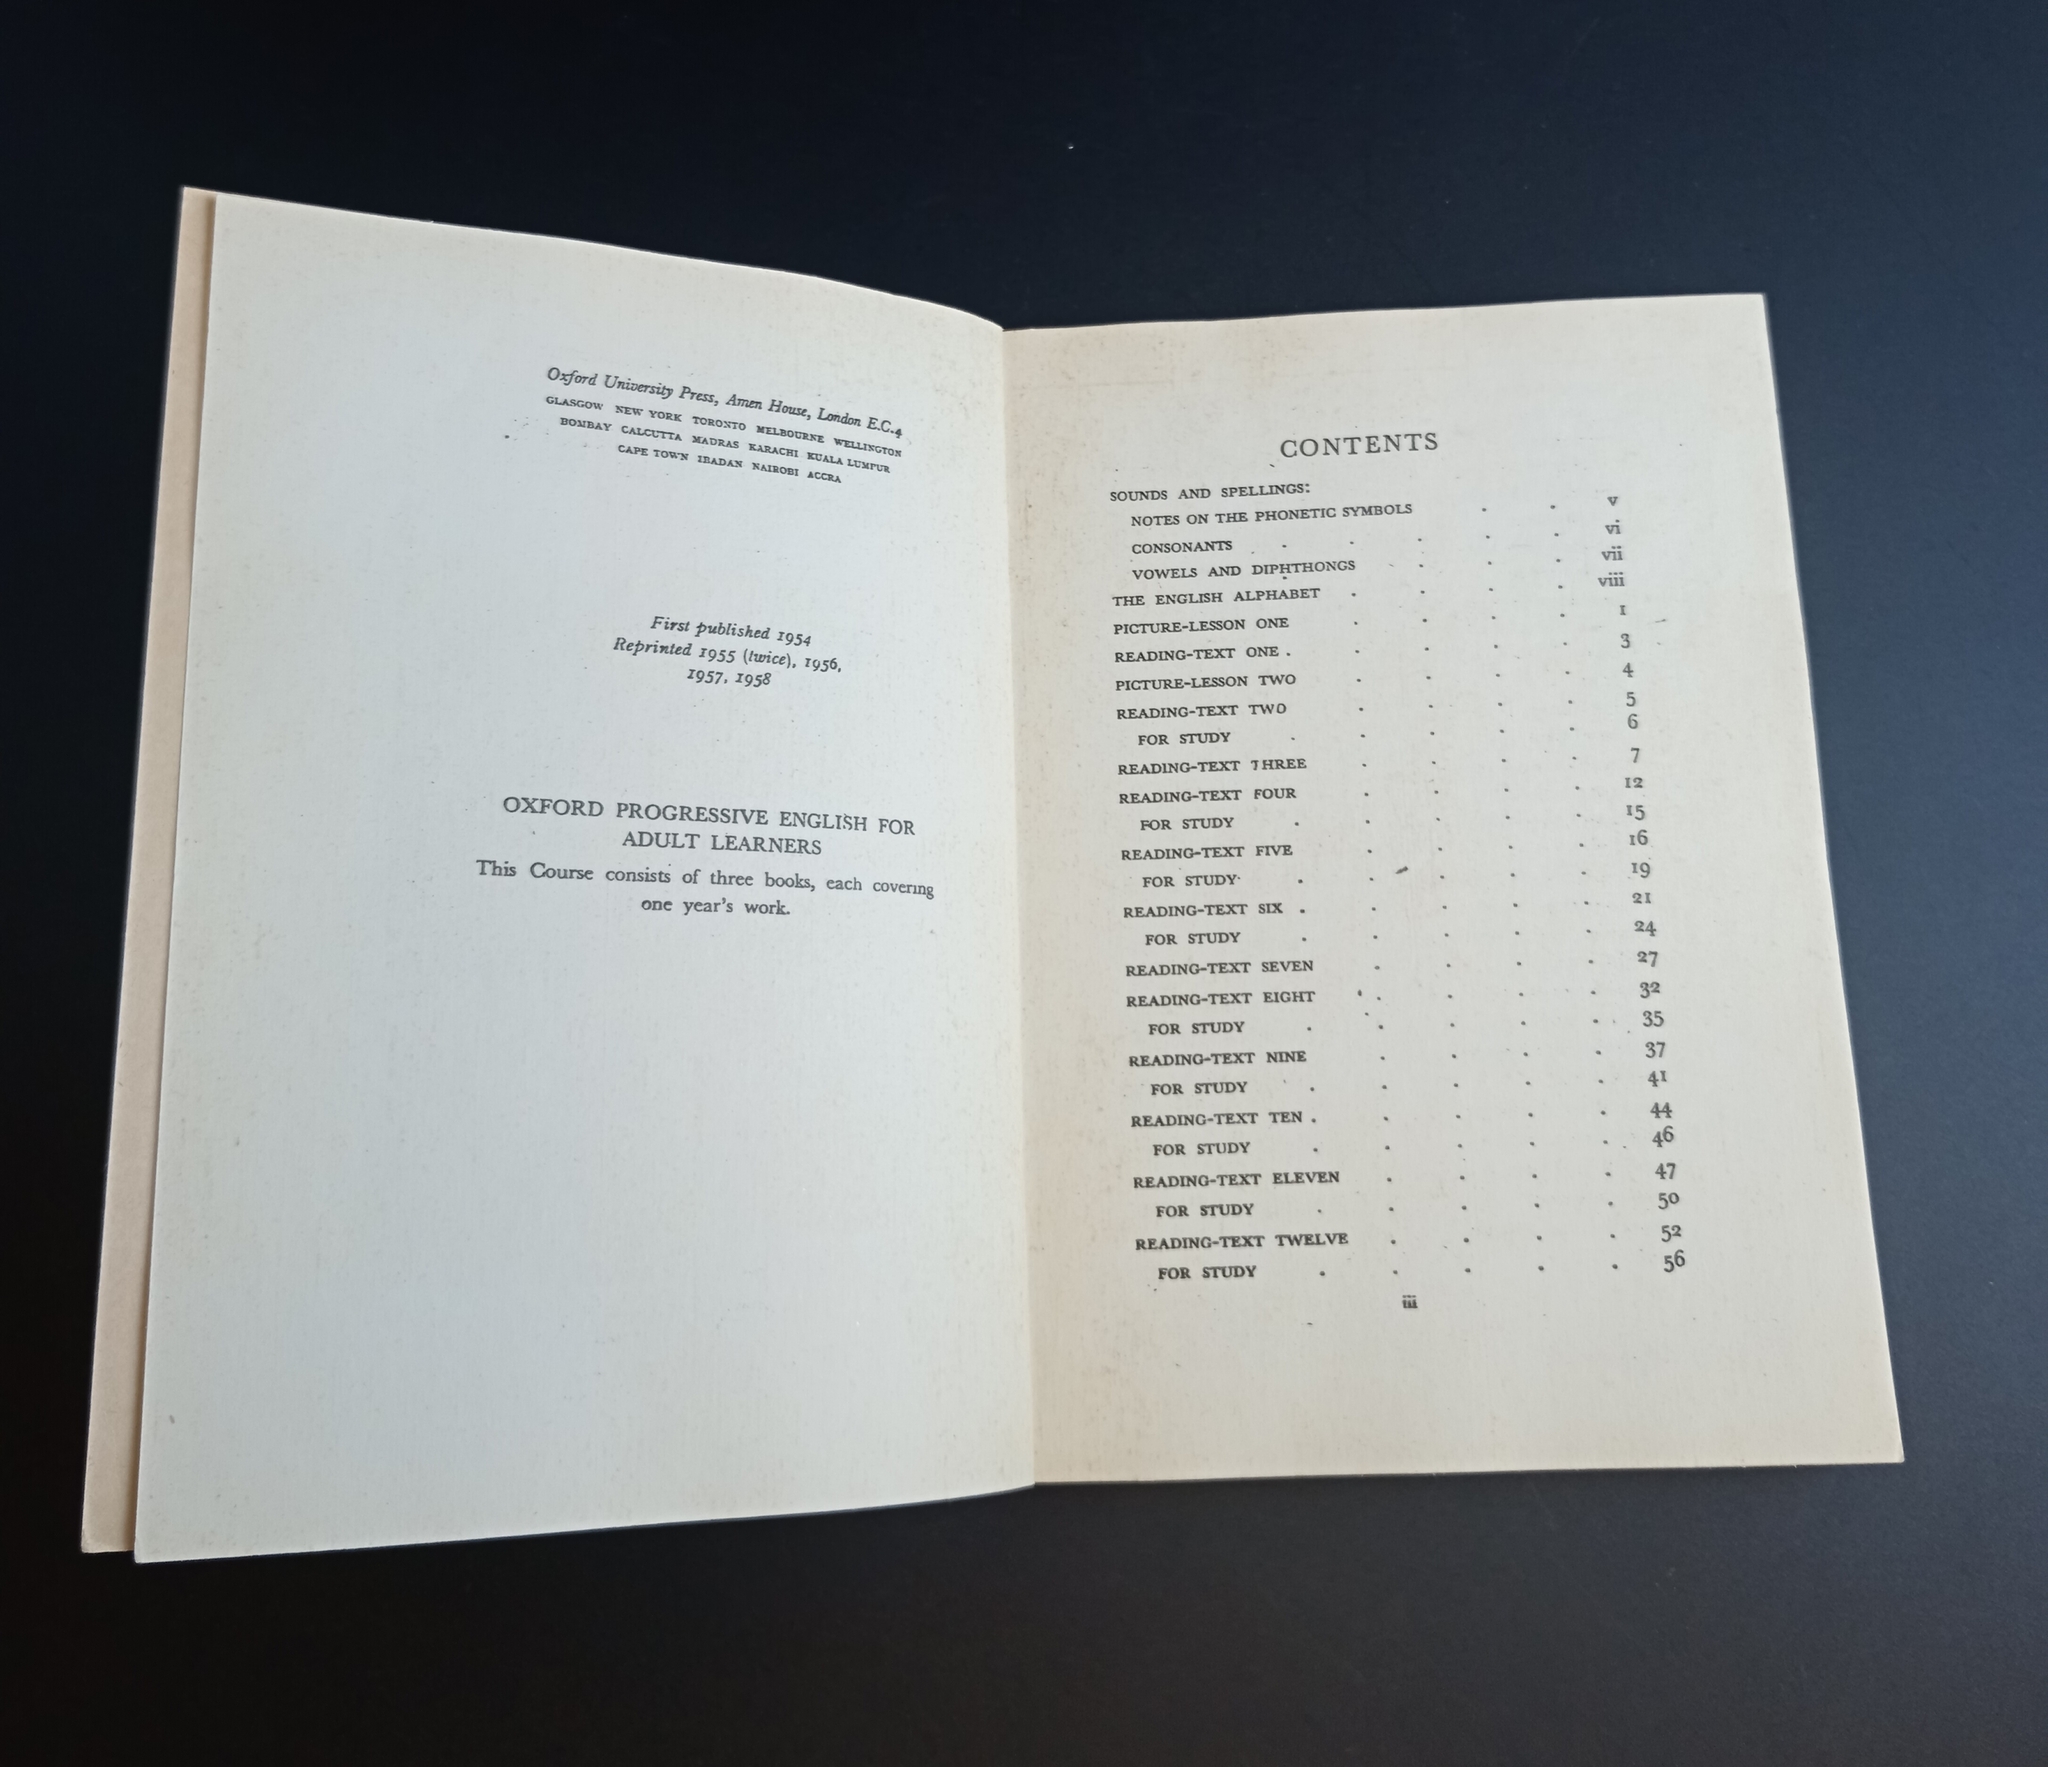 Oxford University Press, Amen House, London E.C.4
GLASGOW NEW YORK TORONTO MELBOURNE WELLINGTON
BOMBAY CALCUTTA MADRAS KARACHI KUALA LUMPUR
CAPE TOWN IBADAN NAIROBI ACCRA
First published 1954
Reprinted 1955 (twice), 1956,
1957, 1958
OXFORD PROGRESSIVE ENGLISH FOR
ADULT LEARNERS
This Course consists of three books, each covering
one year's work.
CONTENTS
SOUNDS AND SPELLINGS:
NOTES ON THE PHONETIC SYMBOLS . . v
CONSONANTS . . . . . vi
VOWELS AND DIPHTHONGS . . . vii
THE ENGLISH ALPHABET . . . . viii
PICTURE-LESSON ONE . . . . 1
READING-TEXT ONE . . . . . 3
PICTURE-LESSON TWO . . . . 4
READING-TEXT TWO . . . . 5
FOR STUDY . . . . . 6
READING-TEXT THREE . . . . 7
READING-TEXT FOUR . . . . 12
FOR STUDY . . . . . 15
READING-TEXT FIVE . . . . 16
FOR STUDY . . . . . 19
READING-TEXT SIX . . . . . 21
FOR STUDY . . . . . 24
READING-TEXT SEVEN . . . . 27
READING-TEXT EIGHT . . . . 32
FOR STUDY . . . . . 35
READING-TEXT NINE . . . . 37
FOR STUDY . . . . . 41
READING-TEXT TEN . . . . . 44
FOR STUDY . . . . . 46
READING-TEXT ELEVEN . . . . 47
FOR STUDY . . . . . 50
READING-TEXT TWELVE . . . . 52
FOR STUDY . . . . . 56
iii